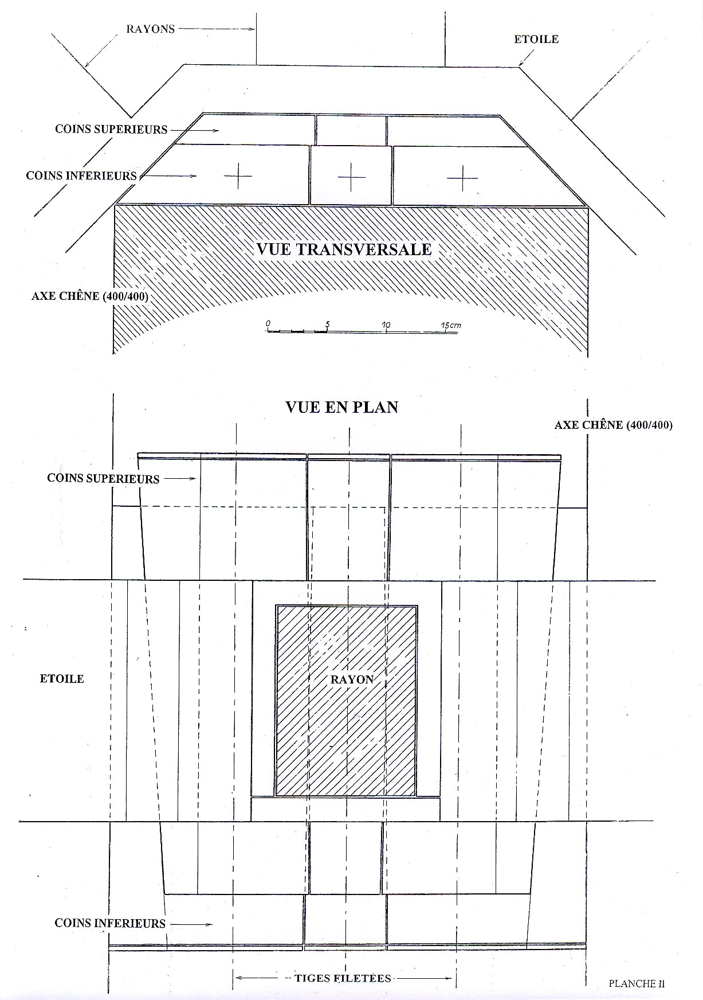 RAYONS
ETOILE
COINS SUPERIEURS
COINS INFERIEURS
VUE TRANSVERSALE
AXE CHÊNE (400/400)
0 5 10 15cm
VUE EN PLAN
AXE CHÊNE (400/400)
COINS SUPERIEURS
ETOILE
RAYON
COINS INFERIEURS
TIGES FILETÉES
PLANCHE II